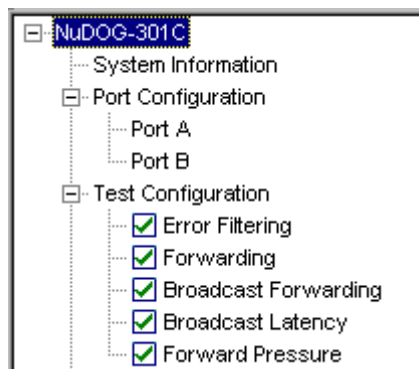 NuDOG-301C
System Information
Port Configuration
Port A
Port B
Test Configuration
Error Filtering
Forwarding
Broadcast Forwarding
Broadcast Latency
Forward Pressure